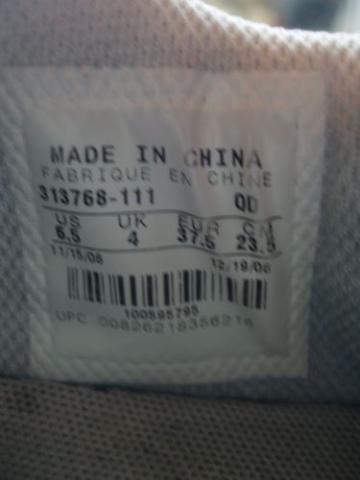 MADE IN CHINA
FABRIQUE EN CHINE
313768-111 QD
US UK EUR CM
6.5 4 37.5 23.5
11/15/06 12/19/06
100595795
UPC